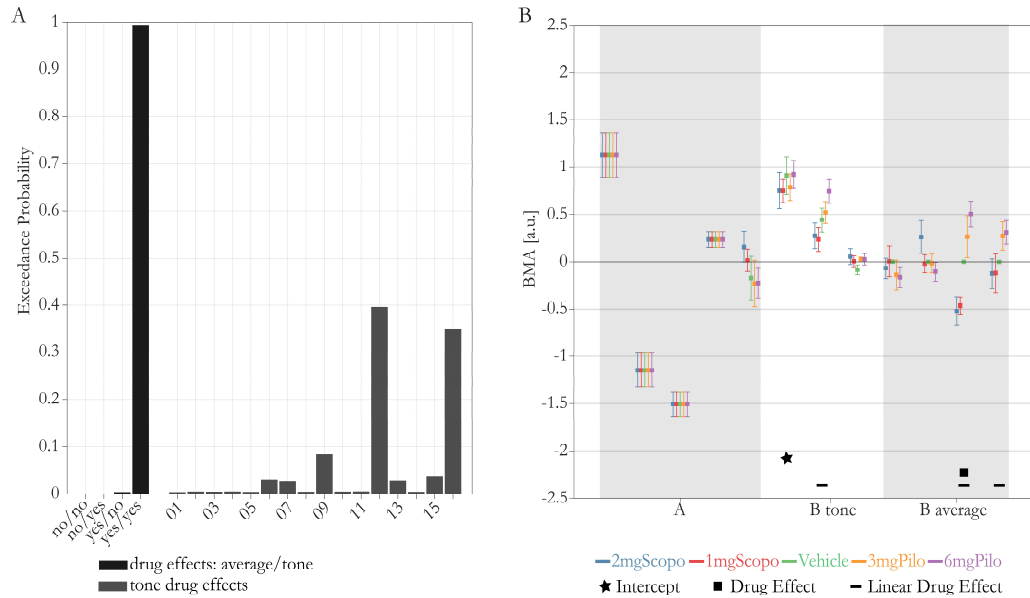 A
Exeedance Probability
1
0.9
0.8
0.7
0.6
0.5
0.4
0.3
0.2
0.1
0
no/no
no/yes
yes/no
yes/yes
01
03
05
07
09
11
13
15
drug effects: average/tone
tone drug effects
B
BMA [a.u.]
2.5
2
1.5
1
0.5
0
-0.5
-1
-1.5
-2
-2.5
A
B tone
B average
2mgScopo
1mgScopo
Vehicle
3mgPilo
6mgPilo
Intercept
Drug Effect
Linear Drug Effect